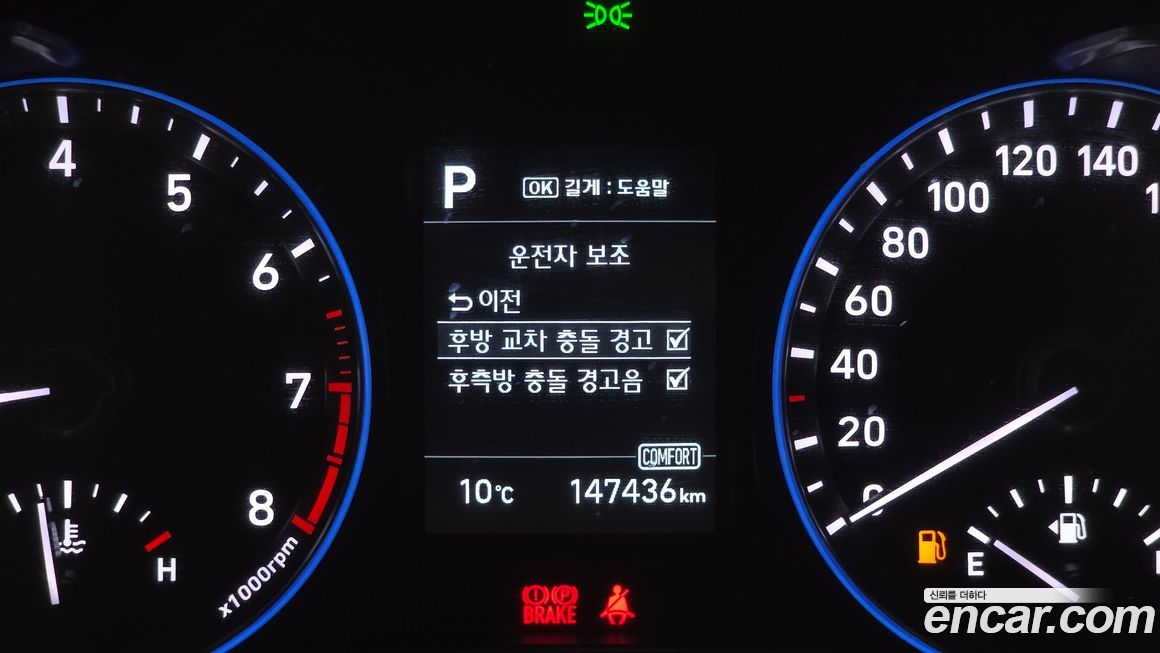 4
5
6
7
8
x1000rpm
H
P OK 길게 : 도움말
운전자 보조
이전
후방 교차 충돌 경고
후측방 충돌 경고음
COMFORT
10℃ 147436km
BRAKE
0
20
40
60
80
100
120
140
E
신뢰를 더하다
encar.com